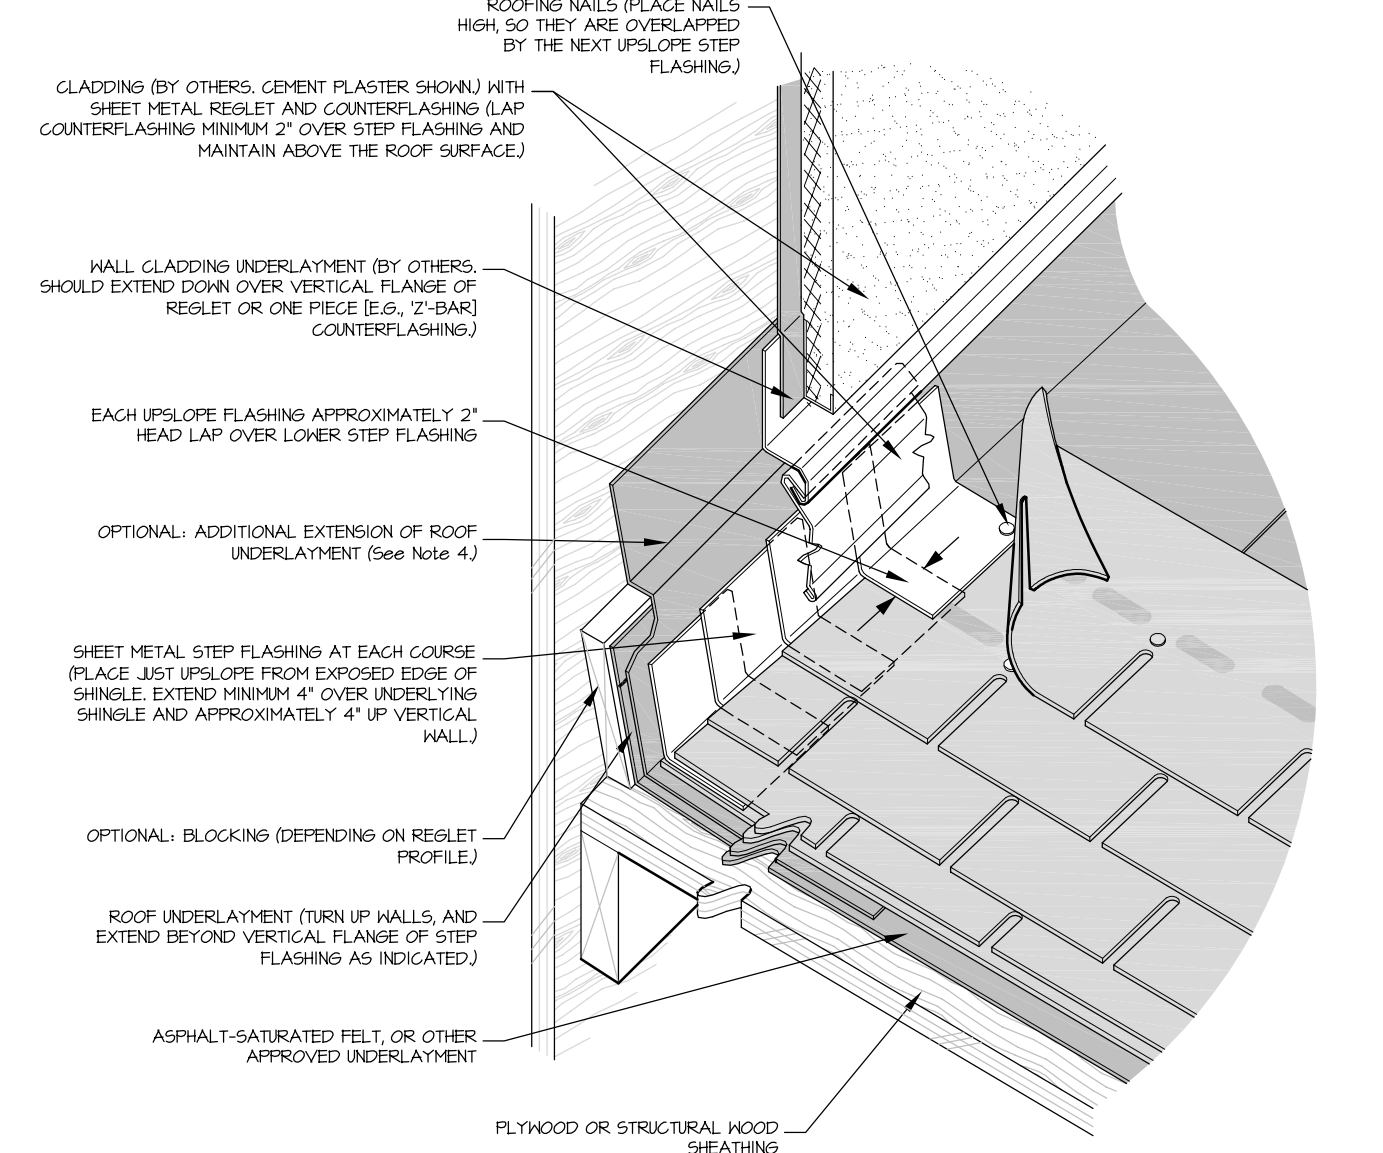 ROOFING NAILS (PLACE NAILS
HIGH, SO THEY ARE OVERLAPPED
BY THE NEXT UPSLOPE STEP
FLASHING.)
CLADDING (BY OTHERS. CEMENT PLASTER SHOWN.) WITH
SHEET METAL REGLET AND COUNTERFLASHING (LAP
COUNTERFLASHING MINIMUM 2" OVER STEP FLASHING AND
MAINTAIN ABOVE THE ROOF SURFACE.)
WALL CLADDING UNDERLAYMENT (BY OTHERS.
SHOULD EXTEND DOWN OVER VERTICAL FLANGE OF
REGLET OR ONE PIECE [E.G., 'Z'-BAR]
COUNTERFLASHING.)
EACH UPSLOPE FLASHING APPROXIMATELY 2"
HEAD LAP OVER LOWER STEP FLASHING
OPTIONAL: ADDITIONAL EXTENSION OF ROOF
UNDERLAYMENT (See Note 4.)
SHEET METAL STEP FLASHING AT EACH COURSE
(PLACE JUST UPSLOPE FROM EXPOSED EDGE OF
SHINGLE. EXTEND MINIMUM 4" OVER UNDERLYING
SHINGLE AND APPROXIMATELY 4" UP VERTICAL
WALL.)
OPTIONAL: BLOCKING (DEPENDING ON REGLET
PROFILE.)
ROOF UNDERLAYMENT (TURN UP WALLS, AND
EXTEND BEYOND VERTICAL FLANGE OF STEP
FLASHING AS INDICATED.)
ASPHALT-SATURATED FELT, OR OTHER
APPROVED UNDERLAYMENT
PLYWOOD OR STRUCTURAL WOOD
SHEATHING